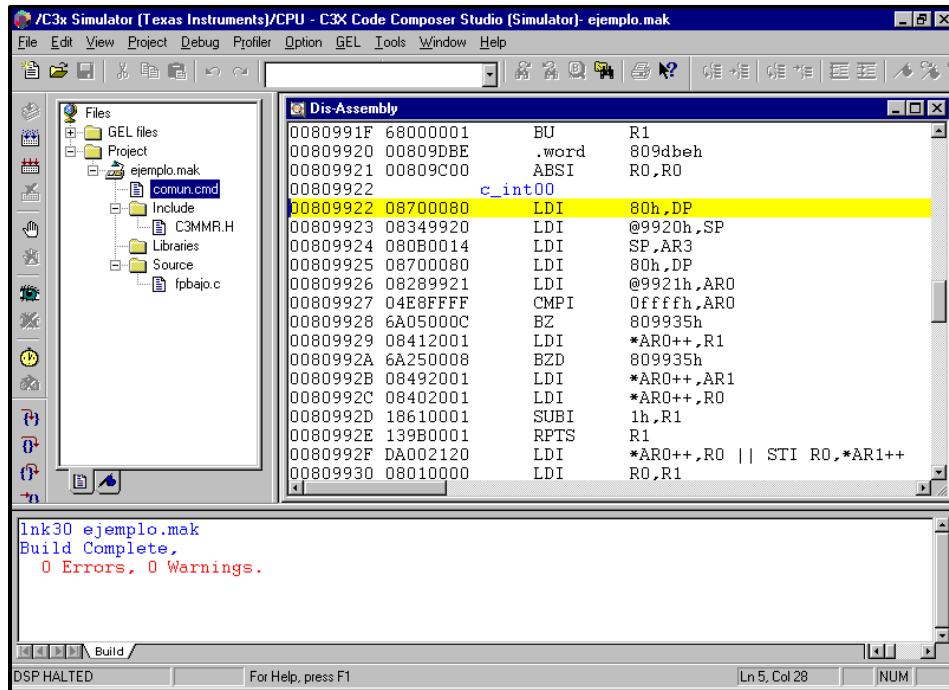 /C3x Simulator (Texas Instruments)/CPU - C3X Code Composer Studio (Simulator)- ejemplo.mak
File Edit View Project Debug Profiler Option GEL Tools Window Help
Files
GEL files
Project
ejemplo.mak
comun.cmd
Include
C3MMR.H
Libraries
Source
fpbajo.c
Dis-Assembly
0080991F 68000001 BU R1
00809920 00809DBE .word 809dbeh
00809921 00809C00 ABSI R0,R0
00809922 c_int00
00809922 08700080 LDI 80h,DP
00809923 08349920 LDI @9920h,SP
00809924 080B0014 LDI SP,AR3
00809925 08700080 LDI 80h,DP
00809926 08289921 LDI @9921h,AR0
00809927 04E8FFFF CMPI 0ffffh,AR0
00809928 6A05000C BZ 809935h
00809929 08412001 LDI *AR0++,R1
0080992A 6A250008 BZD 809935h
0080992B 08492001 LDI *AR0++,AR1
0080992C 08402001 LDI *AR0++,R0
0080992D 18610001 SUBI 1h,R1
0080992E 139B0001 RPTS R1
0080992F DA002120 LDI *AR0++,R0 || STI R0,*AR1++
00809930 08010000 LDI R0,R1
lnk30 ejemplo.mak
Build Complete,
0 Errors, 0 Warnings.
Build
DSP HALTED For Help, press F1 Ln 5, Col 28 NUM